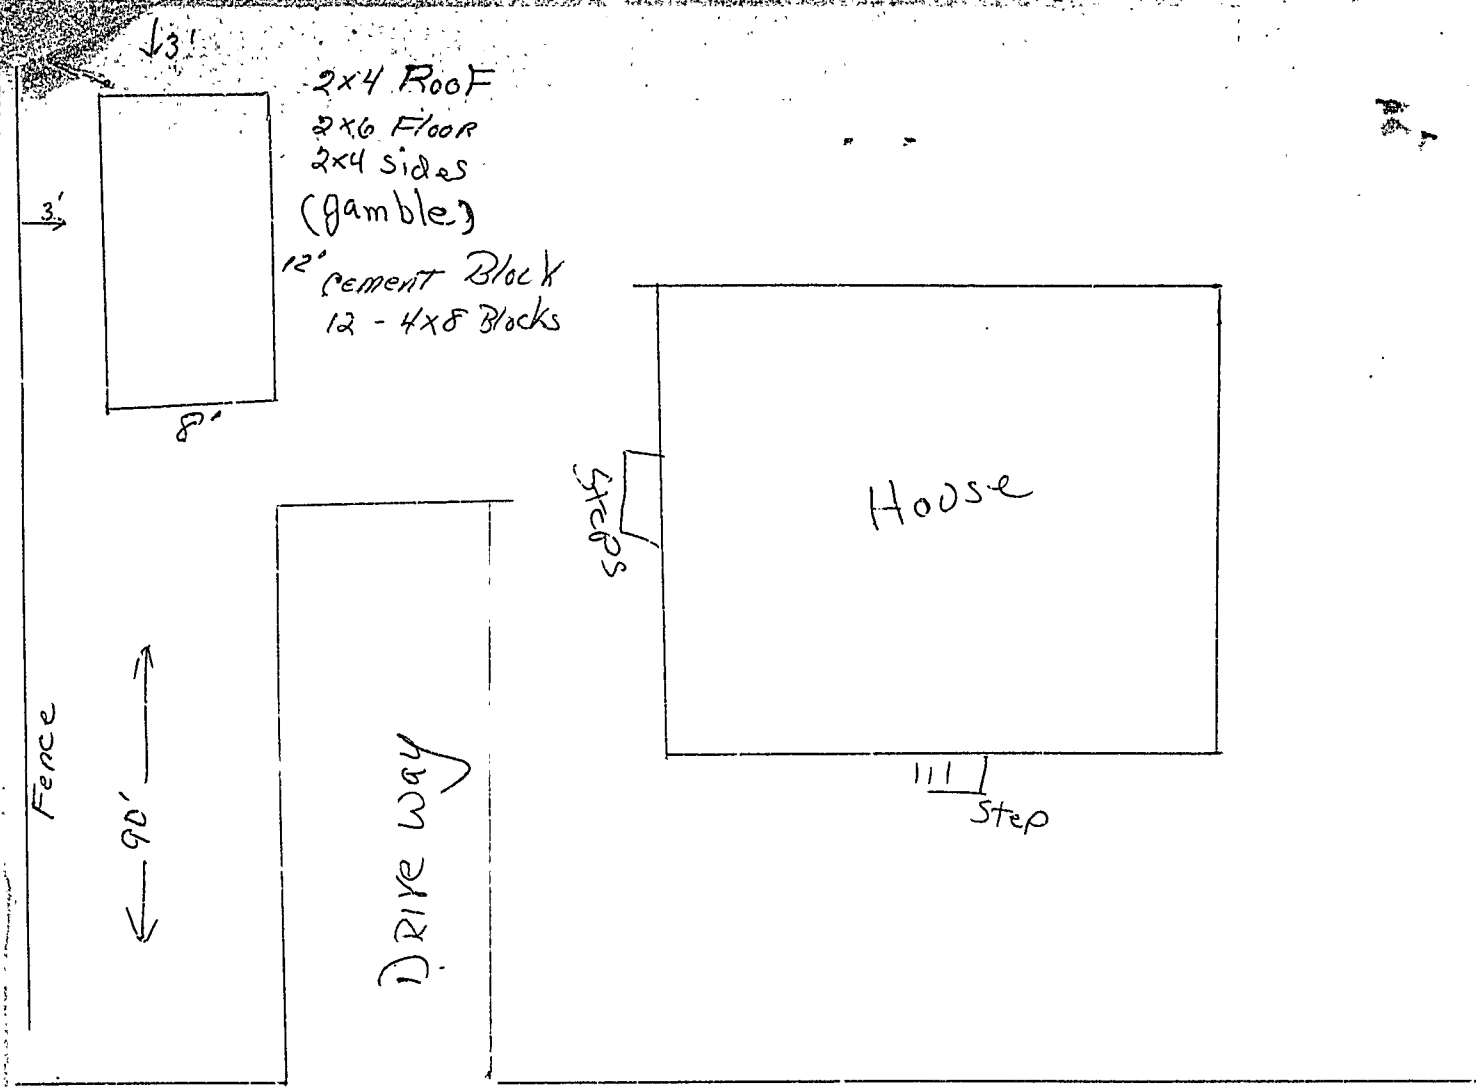 3'
2x4 Roof
2x6 Floor
2x4 sides
(gamble)
3'
12'
cement Block
12 - 4x8 Blocks
8'
Steps
House
Fence
90'
Drive way
Step